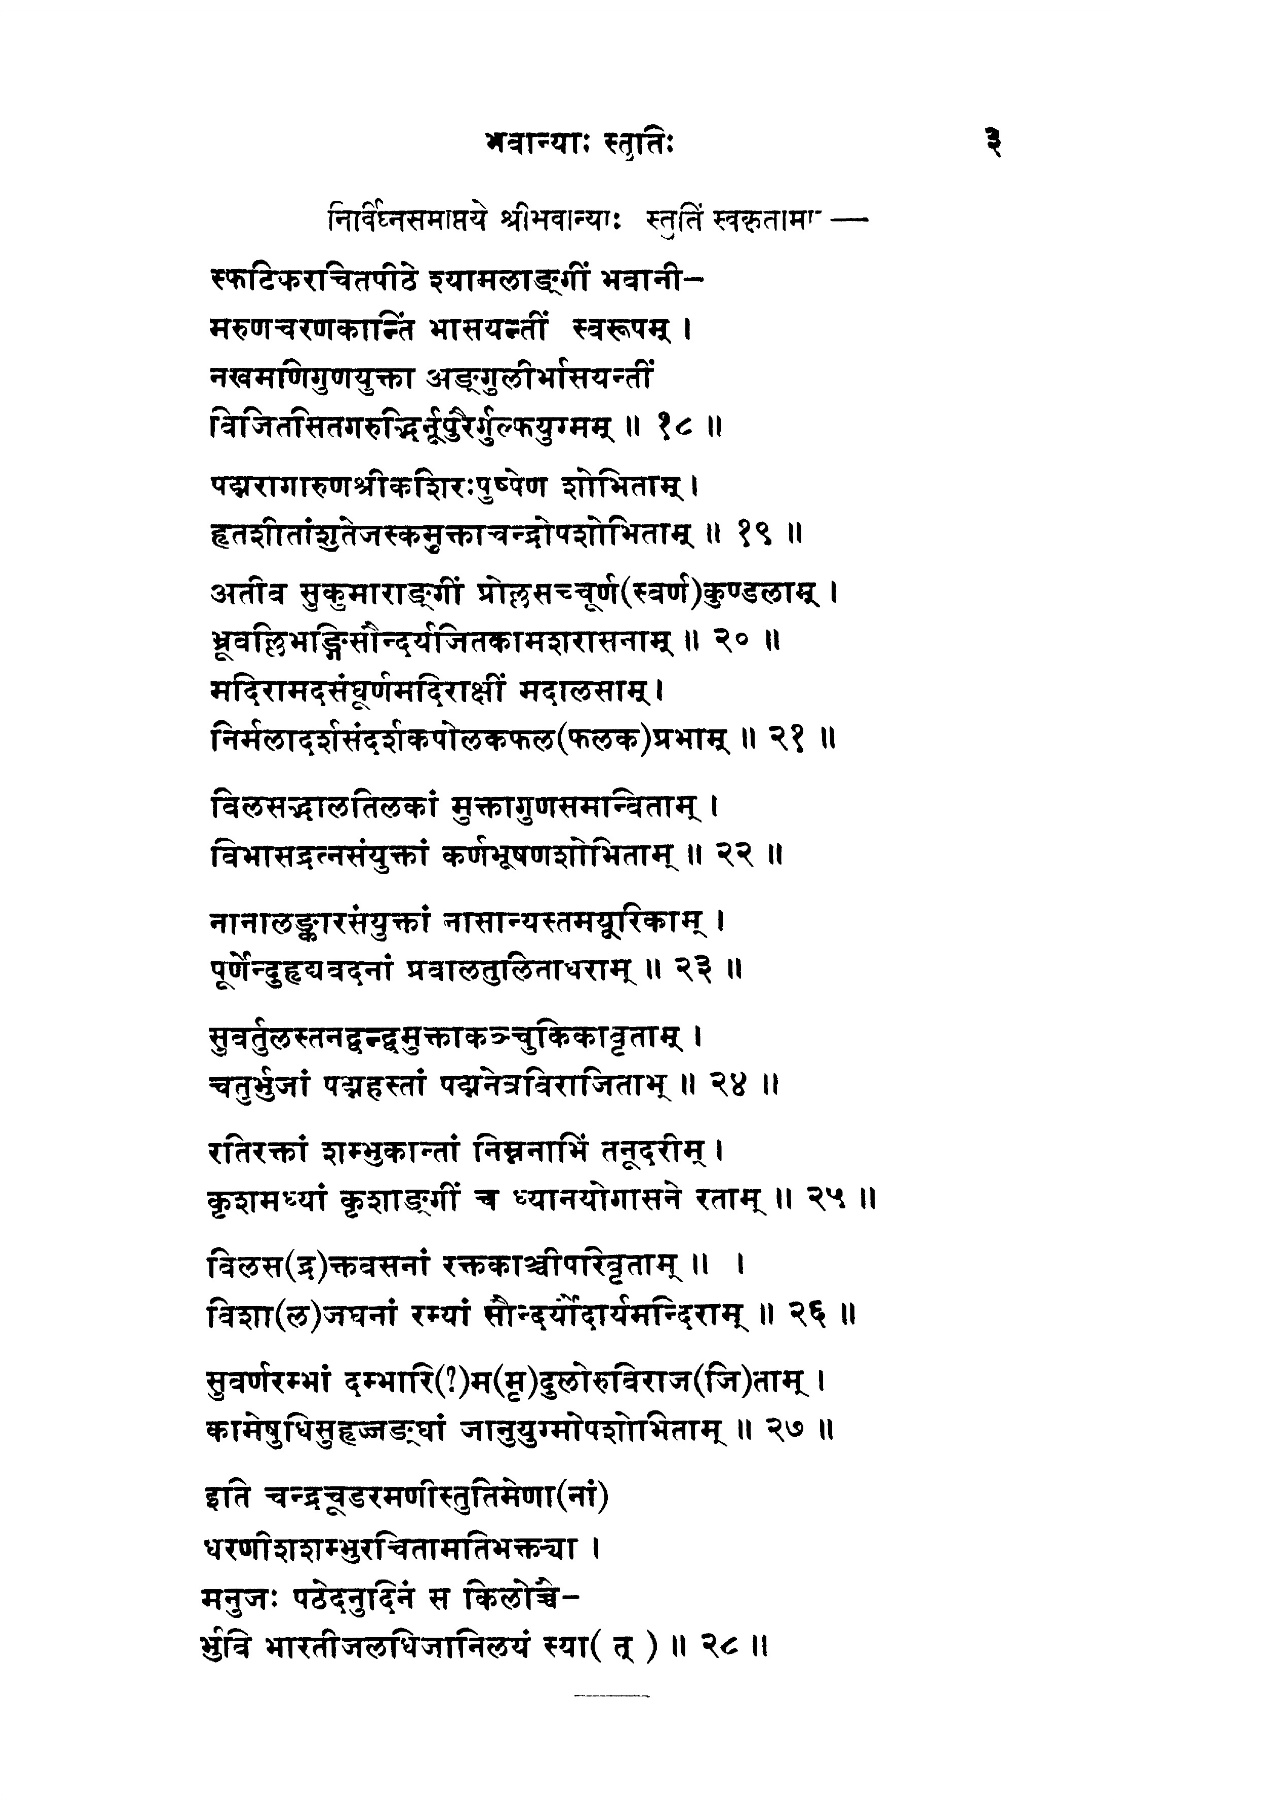 भवान्याः स्तुतिः ३
निर्विघ्नसमाप्तये श्रीभवान्याः स्तुतिं स्वकृतामा —
स्फटिकरचितपीठे श्यामलाङ्गीं भवानी–
मरुणचरणकान्तिं भासयन्तीं स्वरूपम् ।
नखमणिगुणयुक्ता अङ्गुलीर्भासयन्तीं
विजितसितगरुद्भिर्नूपुरैर्गुल्फयुग्मम् ॥ १८ ॥
पद्मरागारुणश्रीकशिरःपुष्पेण शोभिताम् ।
हृतशीतांशुतेजस्कमुक्ताचन्द्रोपशोभिताम् ॥ १९ ॥
अतीव सुकुमाराङ्गीं प्रोल्लसच्चूर्ण(स्वर्ण)कुण्डलाम् ।
भ्रूवल्लिभाङ्गिसौन्दर्यजितकामशरासनाम् ॥ २० ॥
मदिरामदसंघूर्णमदिराक्षीं मदालसाम् ।
निर्मलादर्शसंदर्शकपोलकफल(फलक)प्रभाम् ॥ २१ ॥
विलसद्भालतिलकां मुक्तागुणसमान्विताम् ।
विभासद्रत्नसंयुक्तां कर्णभूषणशोभिताम् ॥ २२ ॥
नानालङ्कारसंयुक्तां नासान्यस्तमयूरिकाम् ।
पूर्णेन्दुहृद्यवदनां प्रवालतुलिताधराम् ॥ २३ ॥
सुवर्तुलस्तनद्वन्द्वमुक्ताकञ्चुकिकावृताम् ।
चतुर्भुजां पद्महस्तां पद्मनेत्रविराजिताभ् ॥ २४ ॥
रतिरक्तां शम्भुकान्तां निम्ननाभिं तनूदरीम् ।
कृशमध्यां कृशाङ्गीं च ध्यानयोगासने रताम् ॥ २५ ॥
विलस(द्र)क्तवसनां रक्तकाञ्चीपरिवृताम् ॥ ।
विशा(ल)जघनां रम्यां सौन्दर्यौदार्यमन्दिराम् ॥ २६ ॥
सुवर्णरम्भां दम्भारि(?)म(मृ)दुलोरुविराज(जि)ताम् ।
कामेषुधिसुहृज्जङ्घां जानुयुग्मोपशोभिताम् ॥ २७ ॥
इति चन्द्रचूडरमणीस्तुतिमेणा(नां)
धरणीशशम्भुरचितामतिभक्त्या ।
मनुजः पठेदनुदिनं स किलोच्चै–
र्भुवि भारतीजलधिजानिलयं स्या( त् ) ॥ २८ ॥